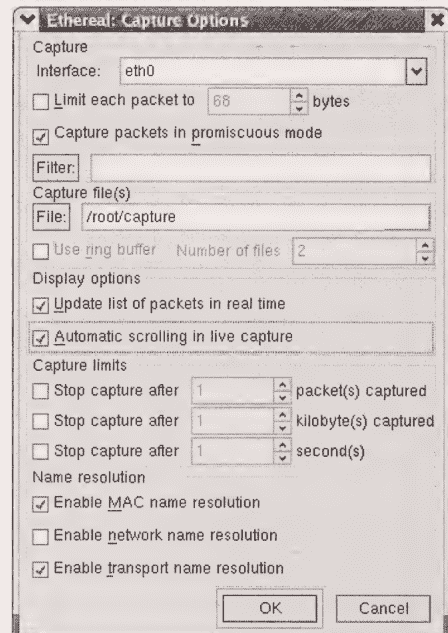 Ethereal: Capture Options
Capture
Interface: eth0
Limit each packet to 68 bytes
Capture packets in promiscuous mode
Filter:
Capture file(s)
File: /root/capture
Use ring buffer Number of files 2
Display options
Update list of packets in real time
Automatic scrolling in live capture
Capture limits
Stop capture after 1 packet(s) captured
Stop capture after 1 kilobyte(s) captured
Stop capture after 1 second(s)
Name resolution
Enable MAC name resolution
Enable network name resolution
Enable transport name resolution
OK Cancel